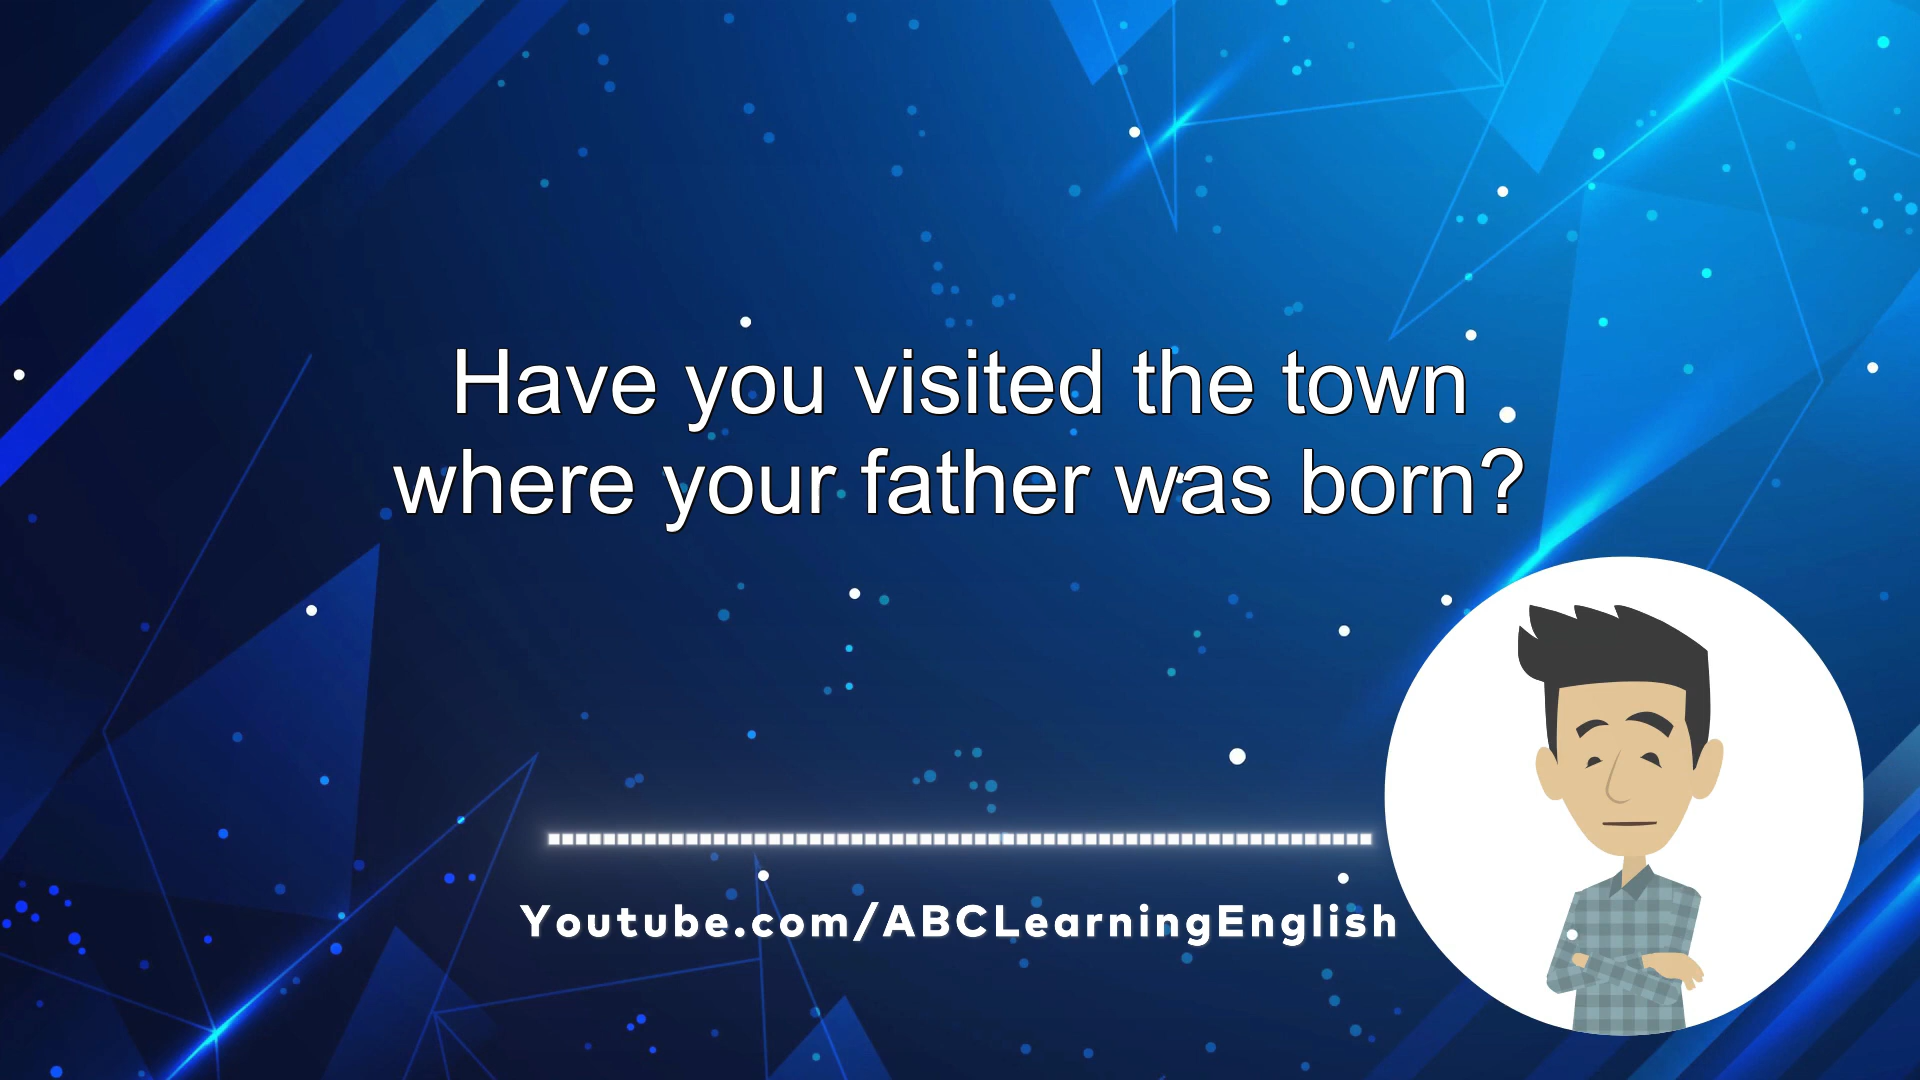 Have you visited the town
where your father was born?
Youtube.com/ABCLearningEnglish